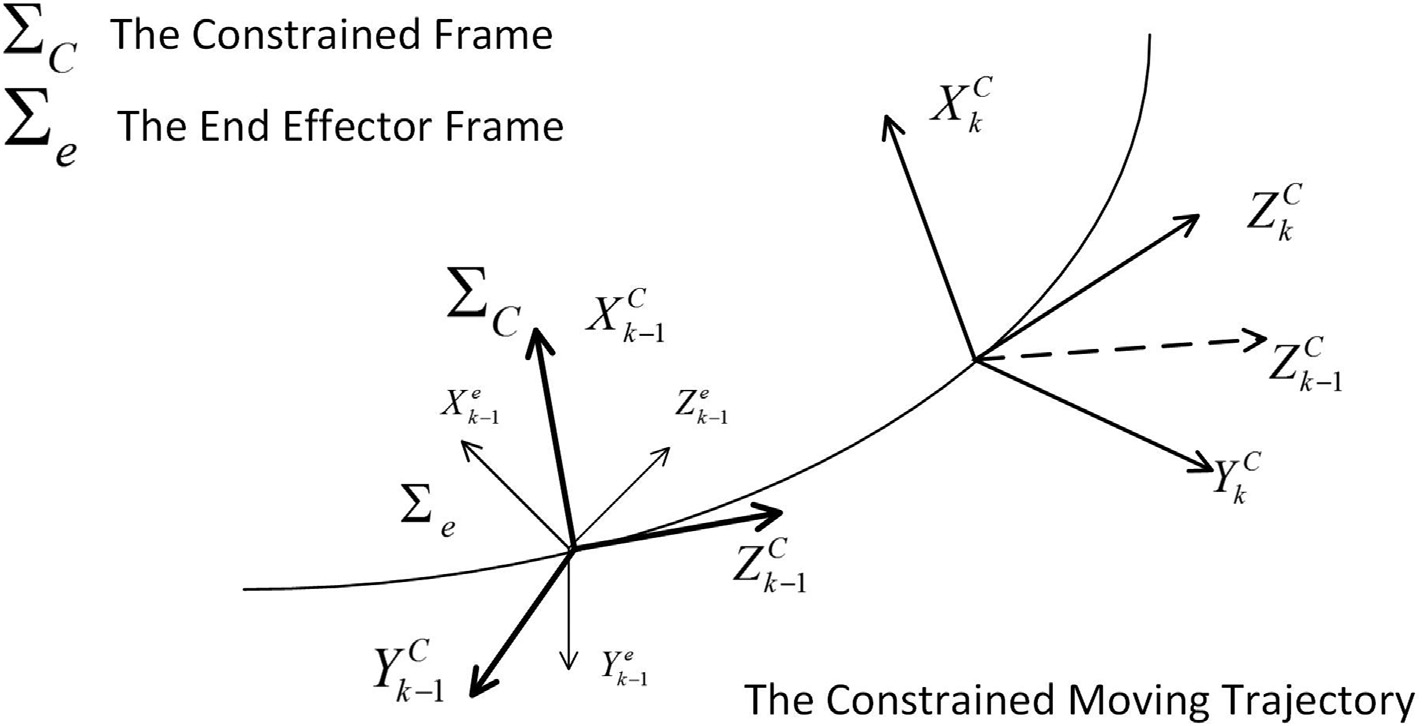 Σ_C The Constrained Frame
Σ_e The End Effector Frame
X_k^C
Z_k^C
Σ_C X_{k-1}^C
Z_{k-1}^C
X_{k-1}^e Z_{k-1}^e
Y_k^C
Σ_e
Z_{k-1}^C
Y_{k-1}^C Y_{k-1}^e
The Constrained Moving Trajectory